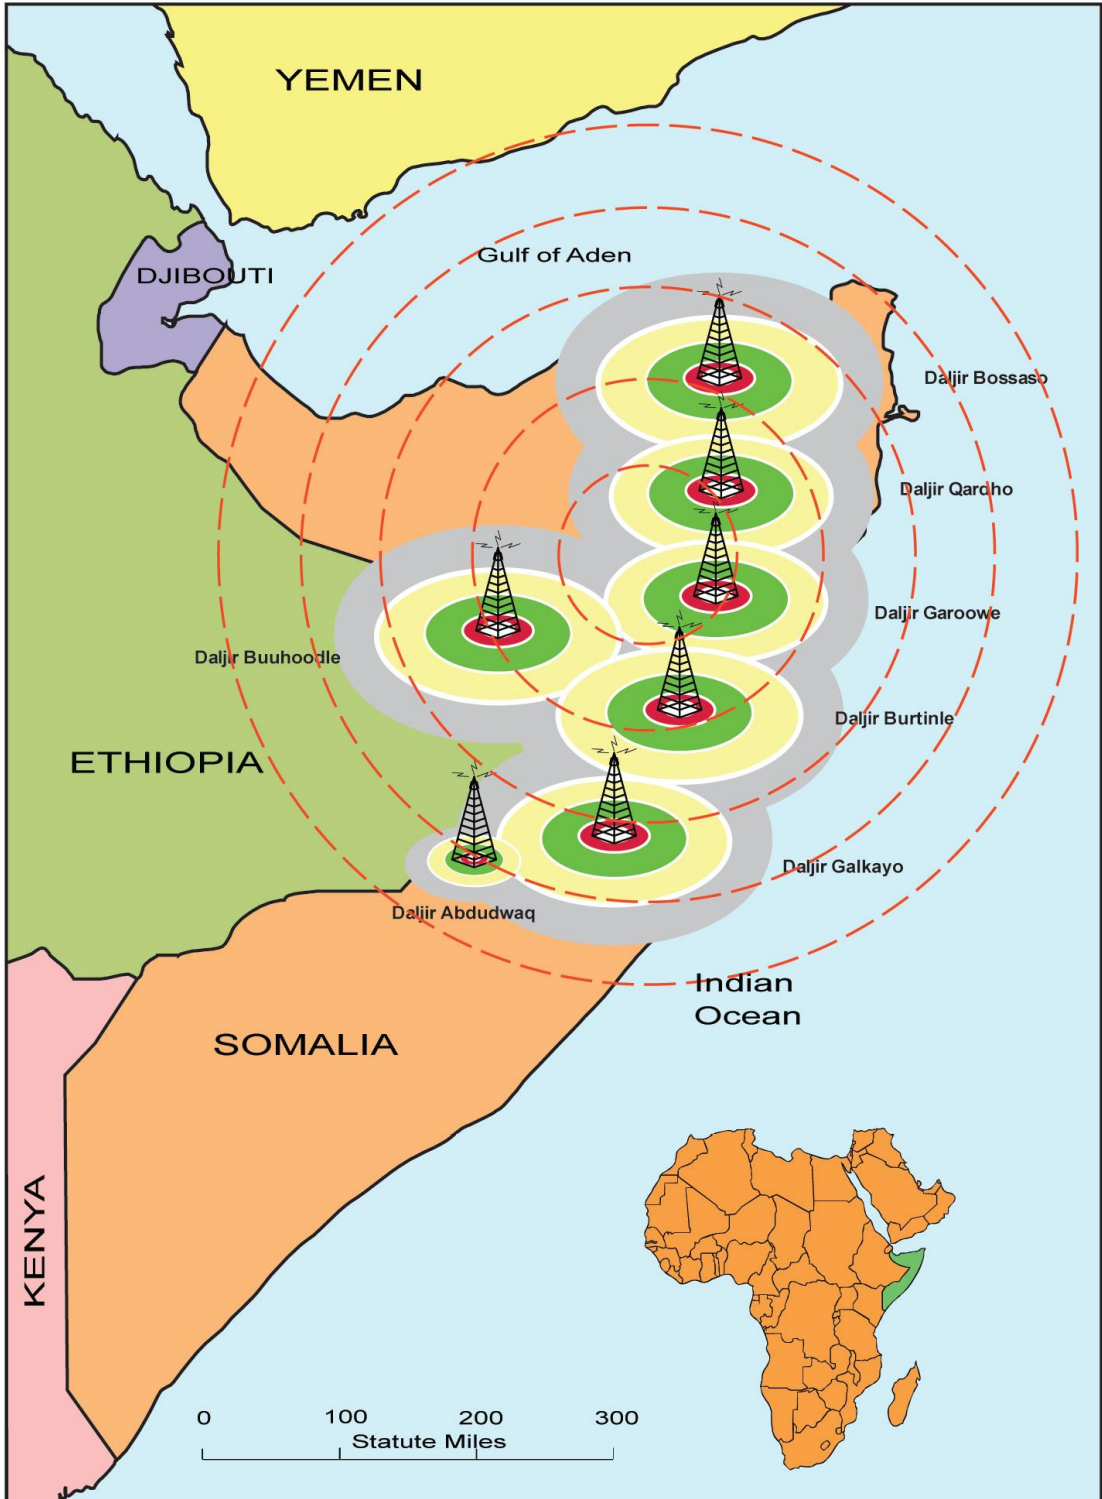 YEMEN
Gulf of Aden
DJIBOUTI
Daljir Bossaso
Daljir Qardho
Daljir Garoowe
Daljir Buuhoodle
Daljir Burtinle
ETHIOPIA
Daljir Galkayo
Daljir Abdudwaq
Indian
Ocean
SOMALIA
KENYA
0 100 200 300
Statute Miles